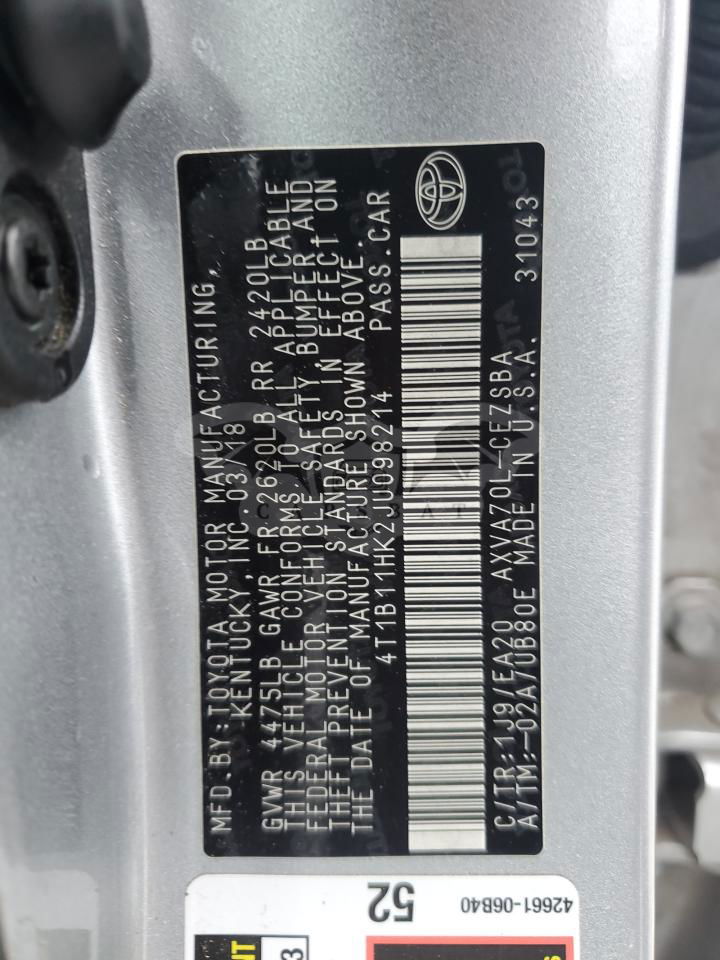 MFD.BY:TOYOTA MOTOR MANUFACTURING,
KENTUCKY,INC.03/18
GVWR 4475LB GAWR FR 2620LB RR 2420LB
THIS VEHICLE CONFORMS TO ALL APPLICABLE
FEDERAL MOTOR VEHICLE SAFETY, BUMPER,AND
THEFT PREVENTION STANDARDS IN EFFECT ON
THE DATE OF MANUFACTURE SHOWN ABOVE.
4T1B11HK2JU098214 PASS.CAR
C/TR:1J9/EA20 AXVA70L-CEZSBA
A/TM:-02A/UB80E MADE IN U.S.A. 31043
52
42661-06B40